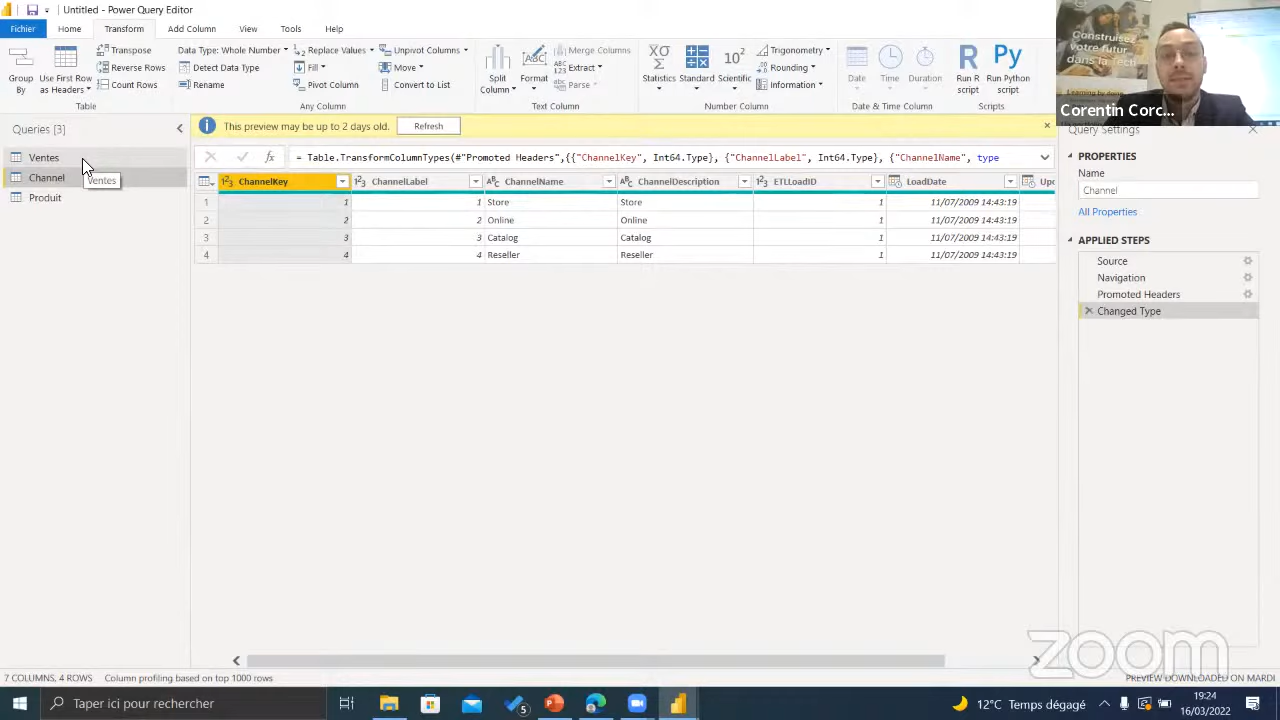 Untitled - Power Query Editor
Fichier Home Transform Add Column View Tools Help
Group By
Use First Row as Headers
Transpose
Reverse Rows
Count Rows
Table
Data Type: Whole Number
Detect Data Type
Rename
Replace Values
Fill
Pivot Column
Unpivot Columns
Move
Convert to List
Any Column
Split Column
Format
Merge Columns
Extract
Parse
Text Column
Statistics
Standard
Scientific
Trigonometry
Rounding
Information
Number Column
Date
Time
Duration
Date & Time Column
Run R script
Run Python script
Scripts
Construisez votre futur dans la Tech
Learning by doing
Corentin Corc...
Queries [3]
Ventes
Channel
Produit
Ventes
This preview may be up to 2 days old. Refresh
= Table.TransformColumnTypes(#"Promoted Headers",{{"ChannelKey", Int64.Type}, {"ChannelLabel", Int64.Type}, {"ChannelName", type
ChannelKey ChannelLabel ChannelName ChannelDescription ETLLoadID LoadDate
1 1 1 Store Store 1 11/07/2009 14:43:19
2 2 2 Online Online 1 11/07/2009 14:43:19
3 3 3 Catalog Catalog 1 11/07/2009 14:43:19
4 4 4 Reseller Reseller 1 11/07/2009 14:43:19
Query Settings
PROPERTIES
Name
Channel
All Properties
APPLIED STEPS
Source
Navigation
Promoted Headers
Changed Type
zoom
7 COLUMNS, 4 ROWS Column profiling based on top 1000 rows
PREVIEW DOWNLOADED ON MARDI
Taper ici pour rechercher
5
12°C Temps dégagé
19:24
16/03/2022